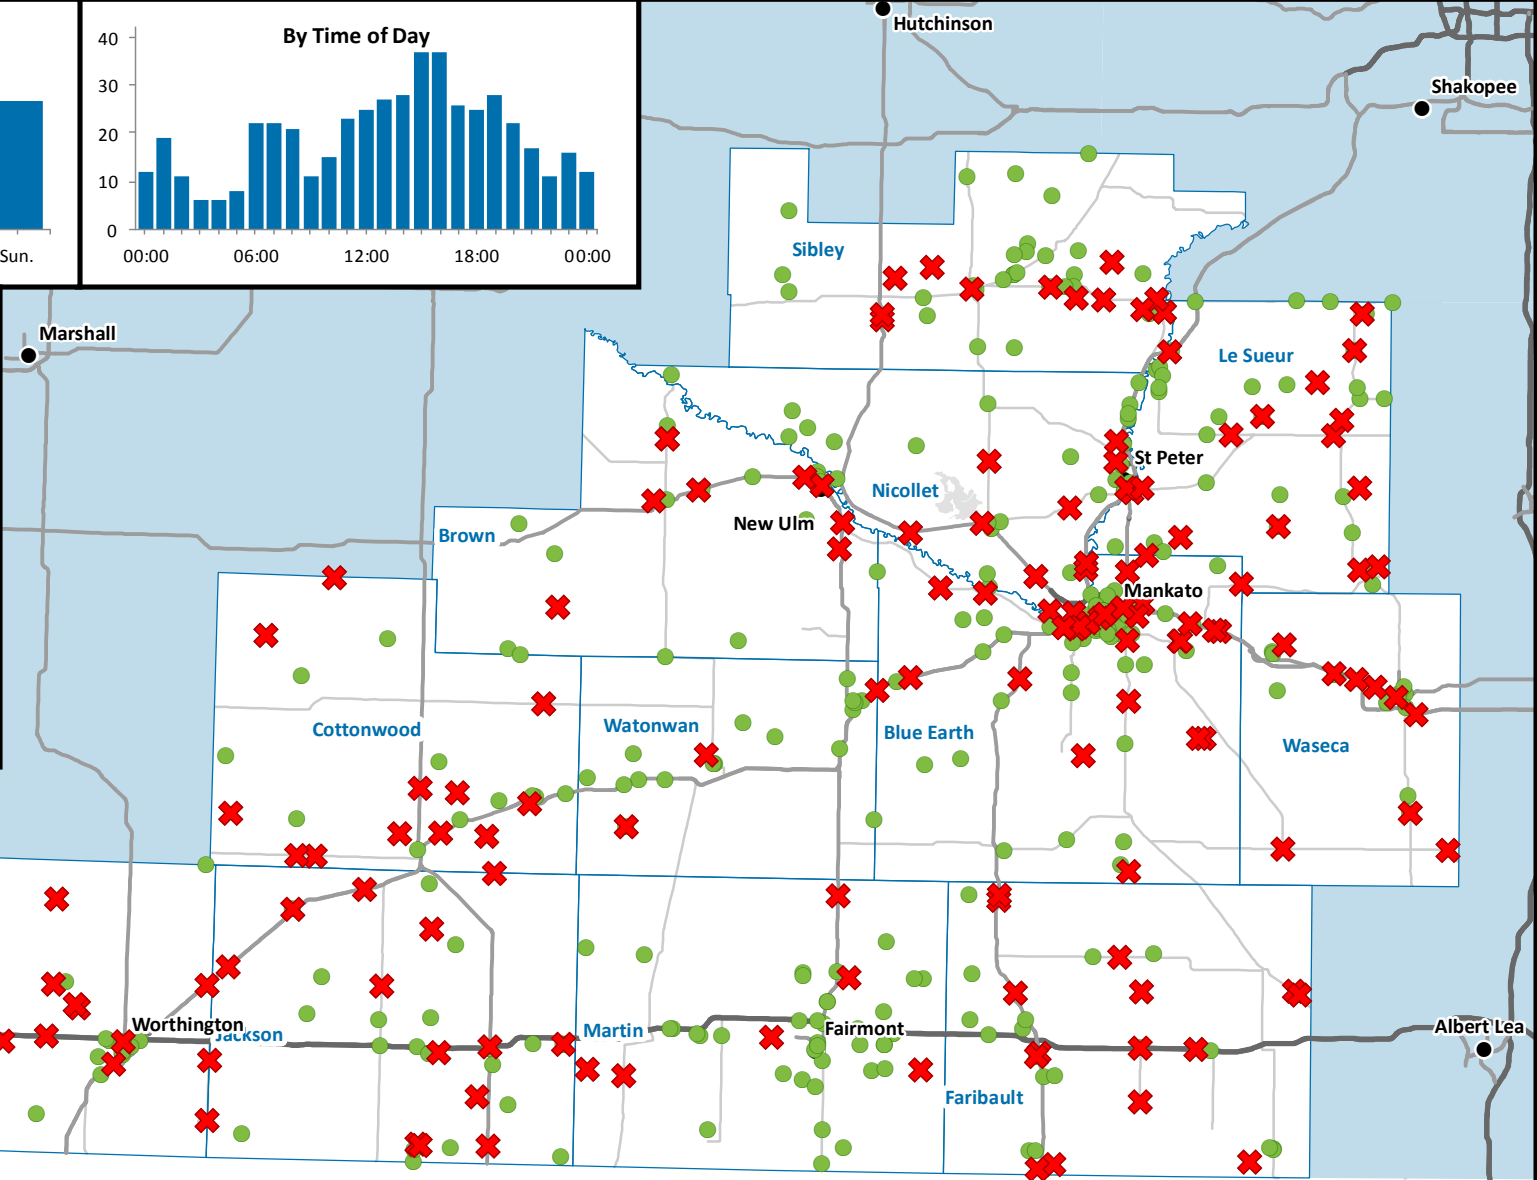 By Time of Day
40
30
20
10
0
Sun.
00:00
06:00
12:00
18:00
00:00
Hutchinson
Shakopee
Sibley
Marshall
Le Sueur
St Peter
Nicollet
New Ulm
Brown
Mankato
Cottonwood
Watonwan
Blue Earth
Waseca
Worthington
Jackson
Martin
Fairmont
Albert Lea
Faribault